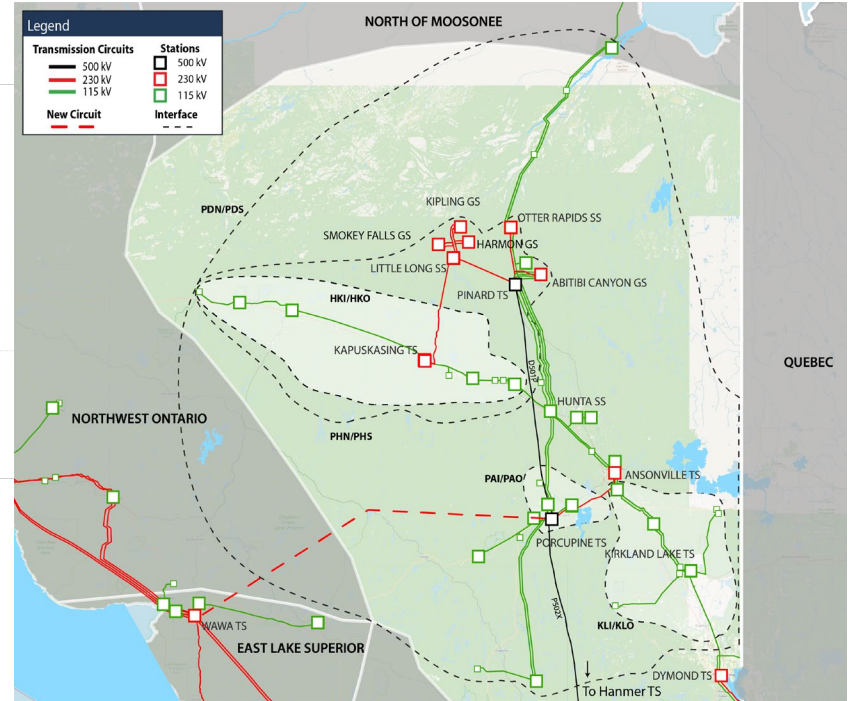 NORTH OF MOOSONEE
Legend
Transmission Circuits
Stations
500 kV
500 kV
230 kV
230 kV
115 kV
115 kV
New Circuit
Interface
PDN/PDS
KIPLING GS
OTTER RAPIDS SS
SMOKEY FALLS GS
HARMON GS
LITTLE LONG SS
ABITIBI CANYON GS
PINARD TS
HKI/HKO
KAPUSKASING TS
D501P
QUEBEC
HUNTA SS
NORTHWEST ONTARIO
PHN/PHS
ANSONVILLE TS
PAI/PAO
PORCUPINE TS
KIRKLAND LAKE TS
P502X
WAWA TS
KLI/KLO
EAST LAKE SUPERIOR
DYMOND TS
To Hanmer TS